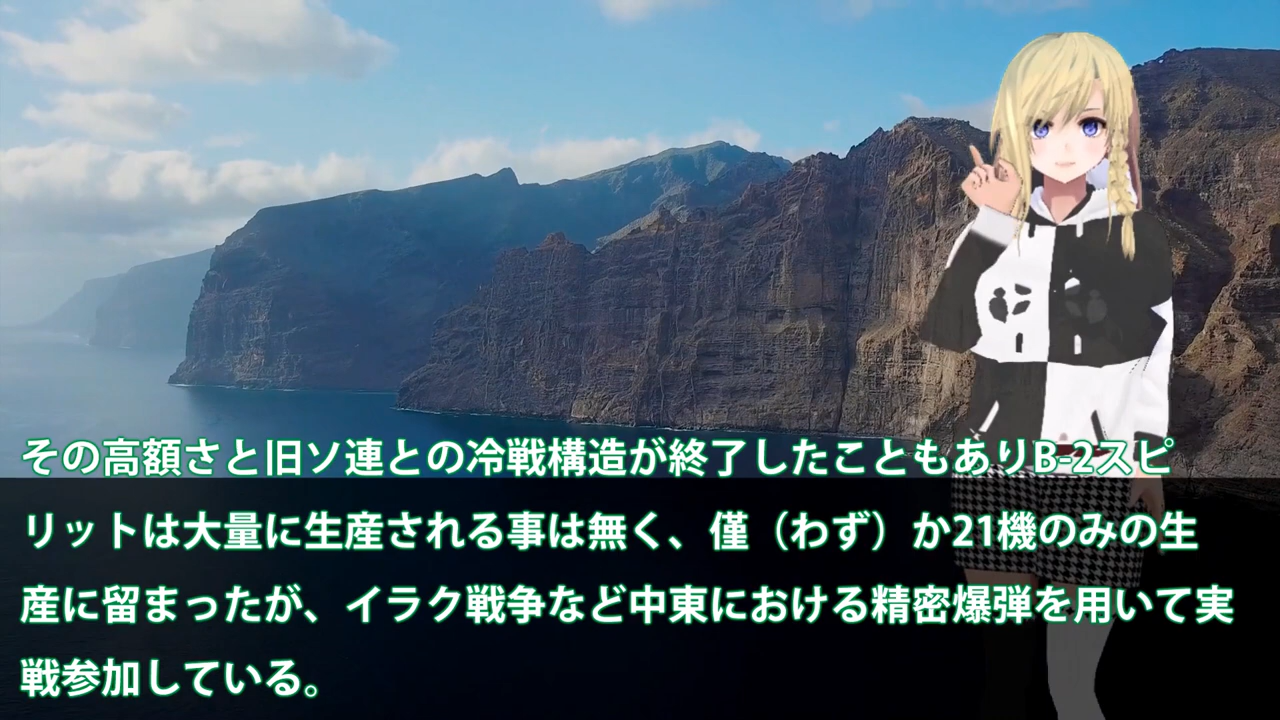 その高額さと旧ソ連との冷戦構造が終了したこともありB-2スピ
リットは大量に生産される事は無く、僅（わず）か21機のみの生
産に留まったが、イラク戦争など中東における精密爆弾を用いて実
戦参加している。